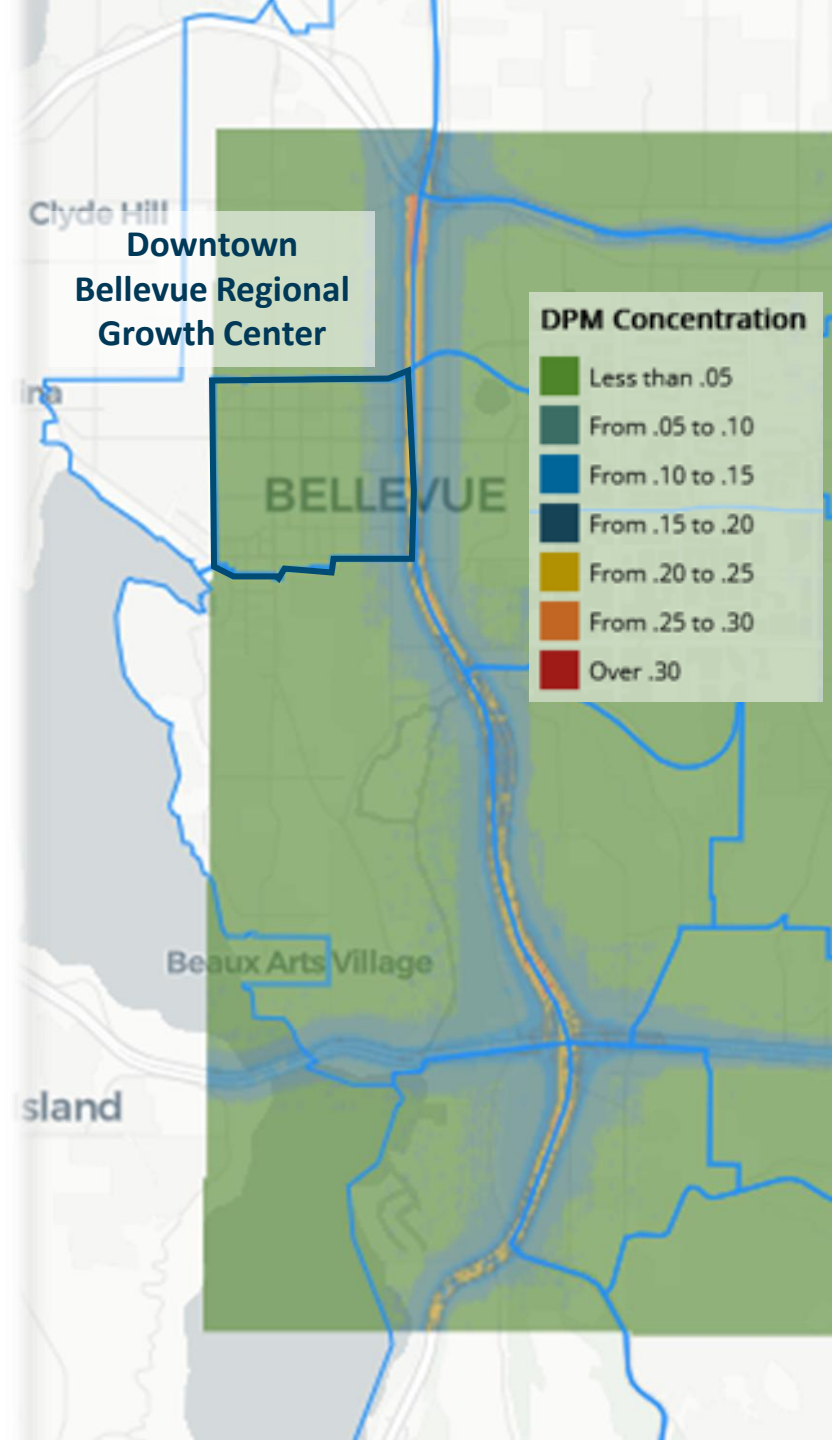 Clyde Hill
Downtown
Bellevue Regional
Growth Center
DPM Concentration
Less than .05
From .05 to .10
From .10 to .15
From .15 to .20
From .20 to .25
From .25 to .30
Over .30
ina
BELLEVUE
Beaux Arts Village
sland